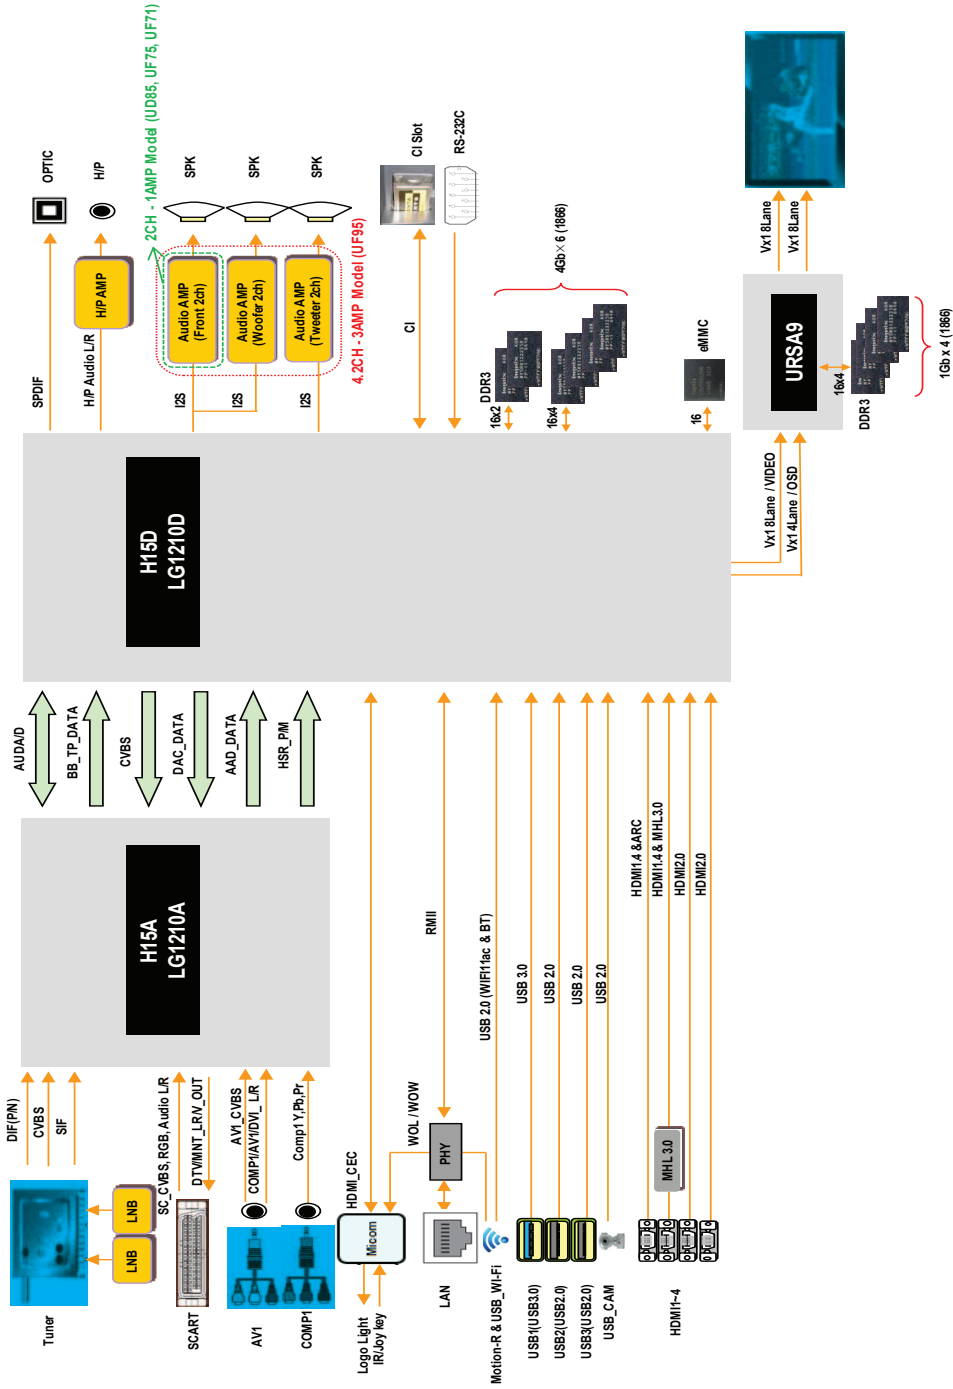 Tuner
LNB
LNB
DIF(P/N)
CVBS
SIF
SCART
SC_CVBS, RGB, Audio L/R
DTV/MNT_LR/V_OUT
AV1
AV1_CVBS
COMP1/AV1/DVI_ L/R
COMP1
Comp1 Y,Pb,Pr
Logo Light
IR/Joy key
Micom
HDMI_CEC
WOL / WOW
LAN
PHY
RMII
Motion-R & USB_WI-Fi
USB 2.0 (WIFI11ac & BT)
USB1(USB3.0)
USB 3.0
USB2(USB2.0)
USB 2.0
USB3(USB2.0)
USB 2.0
USB_CAM
USB 2.0
HDMI1~4
MHL 3.0
HDMI1.4 &ARC
HDMI1.4 & MHL3.0
HDMI2.0
HDMI2.0
H15A
LG1210A
AUDA/D
BB_TP_DATA
CVBS
DAC_DATA
AAD_DATA
HSR_P/M
H15D
LG1210D
SPDIF
OPTIC
H/P Audio L/R
H/P AMP
H/P
2CH - 1AMP Model (UD85, UF75, UF71)
I2S
Audio AMP
(Front 2ch)
SPK
I2S
Audio AMP
(Woofer 2ch)
SPK
I2S
Audio AMP
(Tweeter 2ch)
SPK
4.2CH - 3AMP Model (UF95)
CI
CI Slot
RS-232C
DDR3
16x2
16x4
4Gb× 6 (1866)
16
eMMC
Vx1 8Lane / VIDEO
Vx1 4Lane / OSD
URSA9
16x4
DDR3
1Gb x 4 (1866)
Vx1 8Lane
Vx1 8Lane